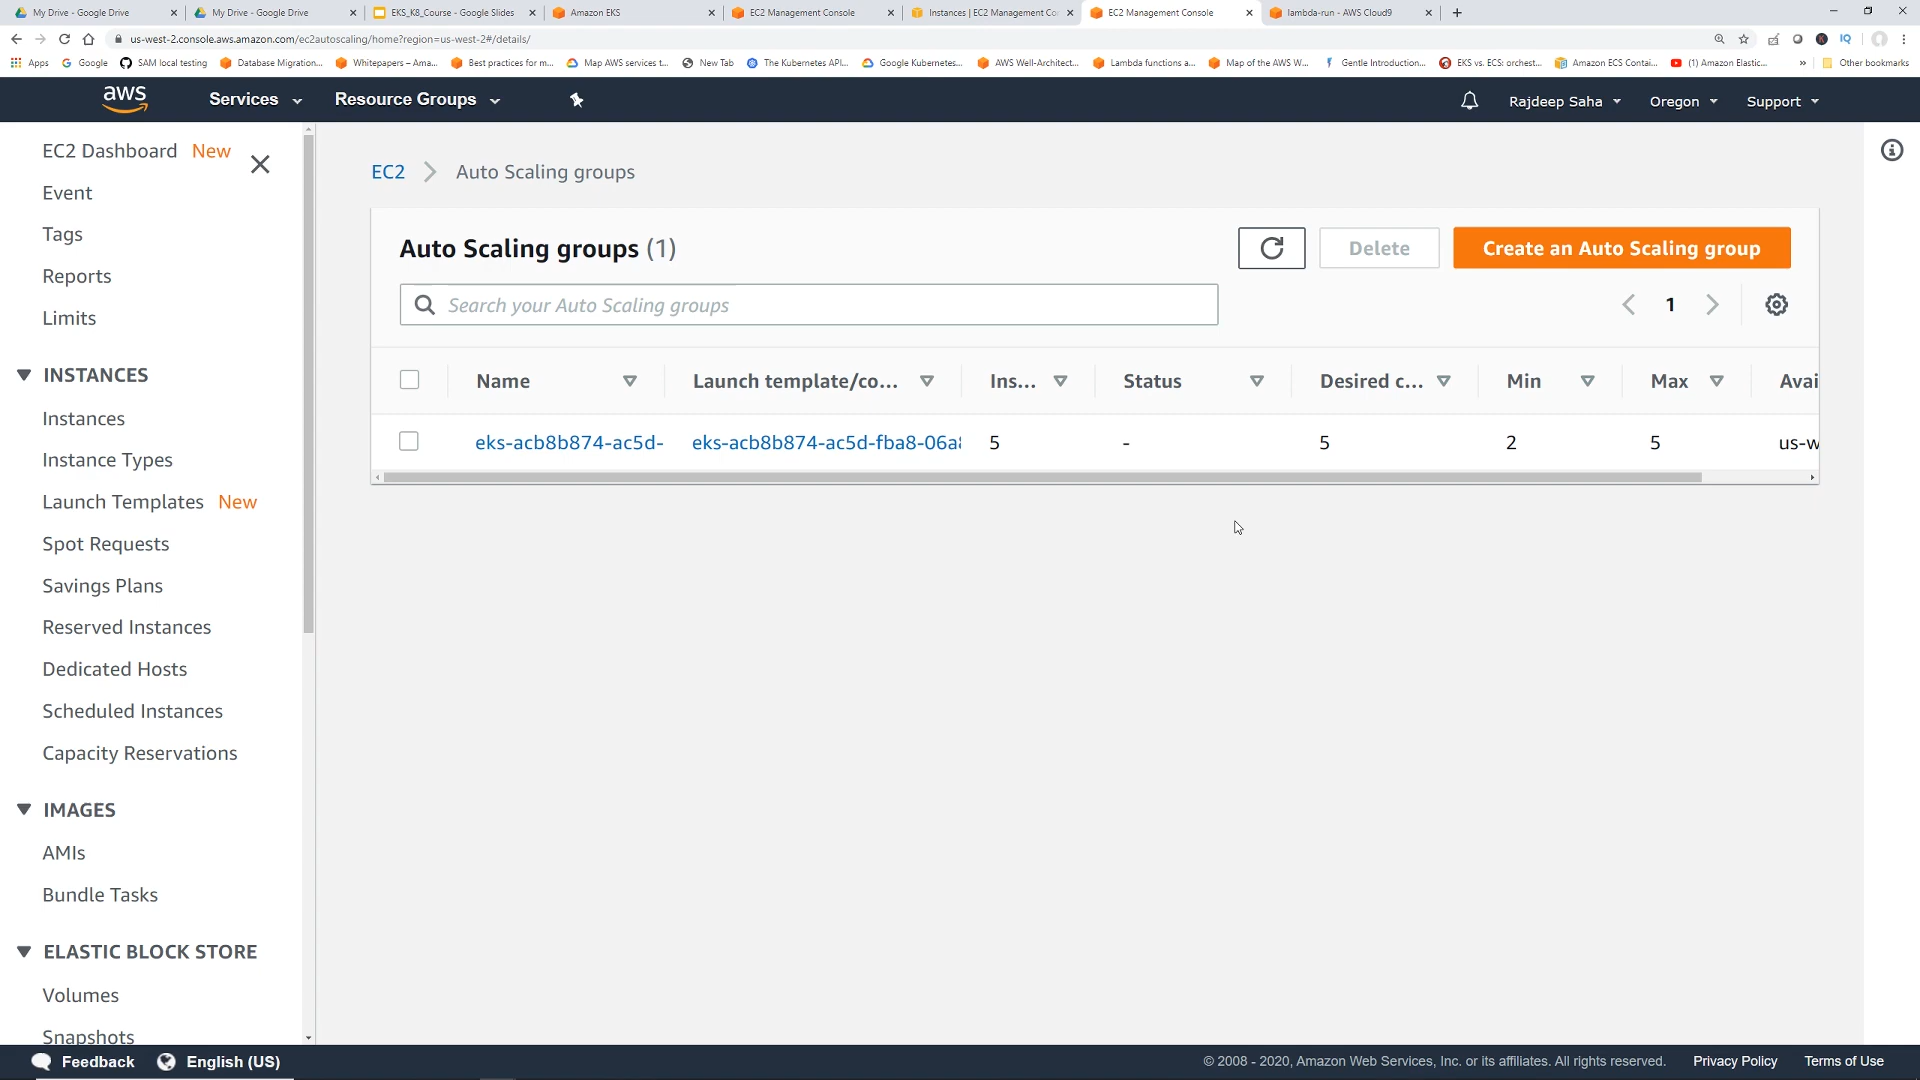 My Drive - Google Drive
My Drive - Google Drive
EKS_K8_Course - Google Slides
Amazon EKS
EC2 Management Console
Instances | EC2 Management Co
EC2 Management Console
lambda-run - AWS Cloud9
us-west-2.console.aws.amazon.com/ec2autoscaling/home?region=us-west-2#/details/
Apps
Google
SAM local testing
Database Migration...
Whitepapers – Ama...
Best practices for m...
Map AWS services t...
New Tab
The Kubernetes API...
Google Kubernetes...
AWS Well-Architect...
Lambda functions a...
Map of the AWS W...
Gentle Introduction...
EKS vs. ECS: orchest...
Amazon ECS Contai...
(1) Amazon Elastic...
»
Other bookmarks
aws
Services
Resource Groups
Rajdeep Saha
Oregon
Support
EC2 Dashboard New
Event
Tags
Reports
Limits
INSTANCES
Instances
Instance Types
Launch Templates New
Spot Requests
Savings Plans
Reserved Instances
Dedicated Hosts
Scheduled Instances
Capacity Reservations
IMAGES
AMIs
Bundle Tasks
ELASTIC BLOCK STORE
Volumes
Snapshots
EC2 > Auto Scaling groups
Auto Scaling groups (1)
Delete
Create an Auto Scaling group
Search your Auto Scaling groups
1
Name Launch template/co... Ins... Status Desired c... Min Max Avai
eks-acb8b874-ac5d- eks-acb8b874-ac5d-fba8-06a 5 - 5 2 5 us-w
Feedback
English (US)
© 2008 - 2020, Amazon Web Services, Inc. or its affiliates. All rights reserved.
Privacy Policy
Terms of Use